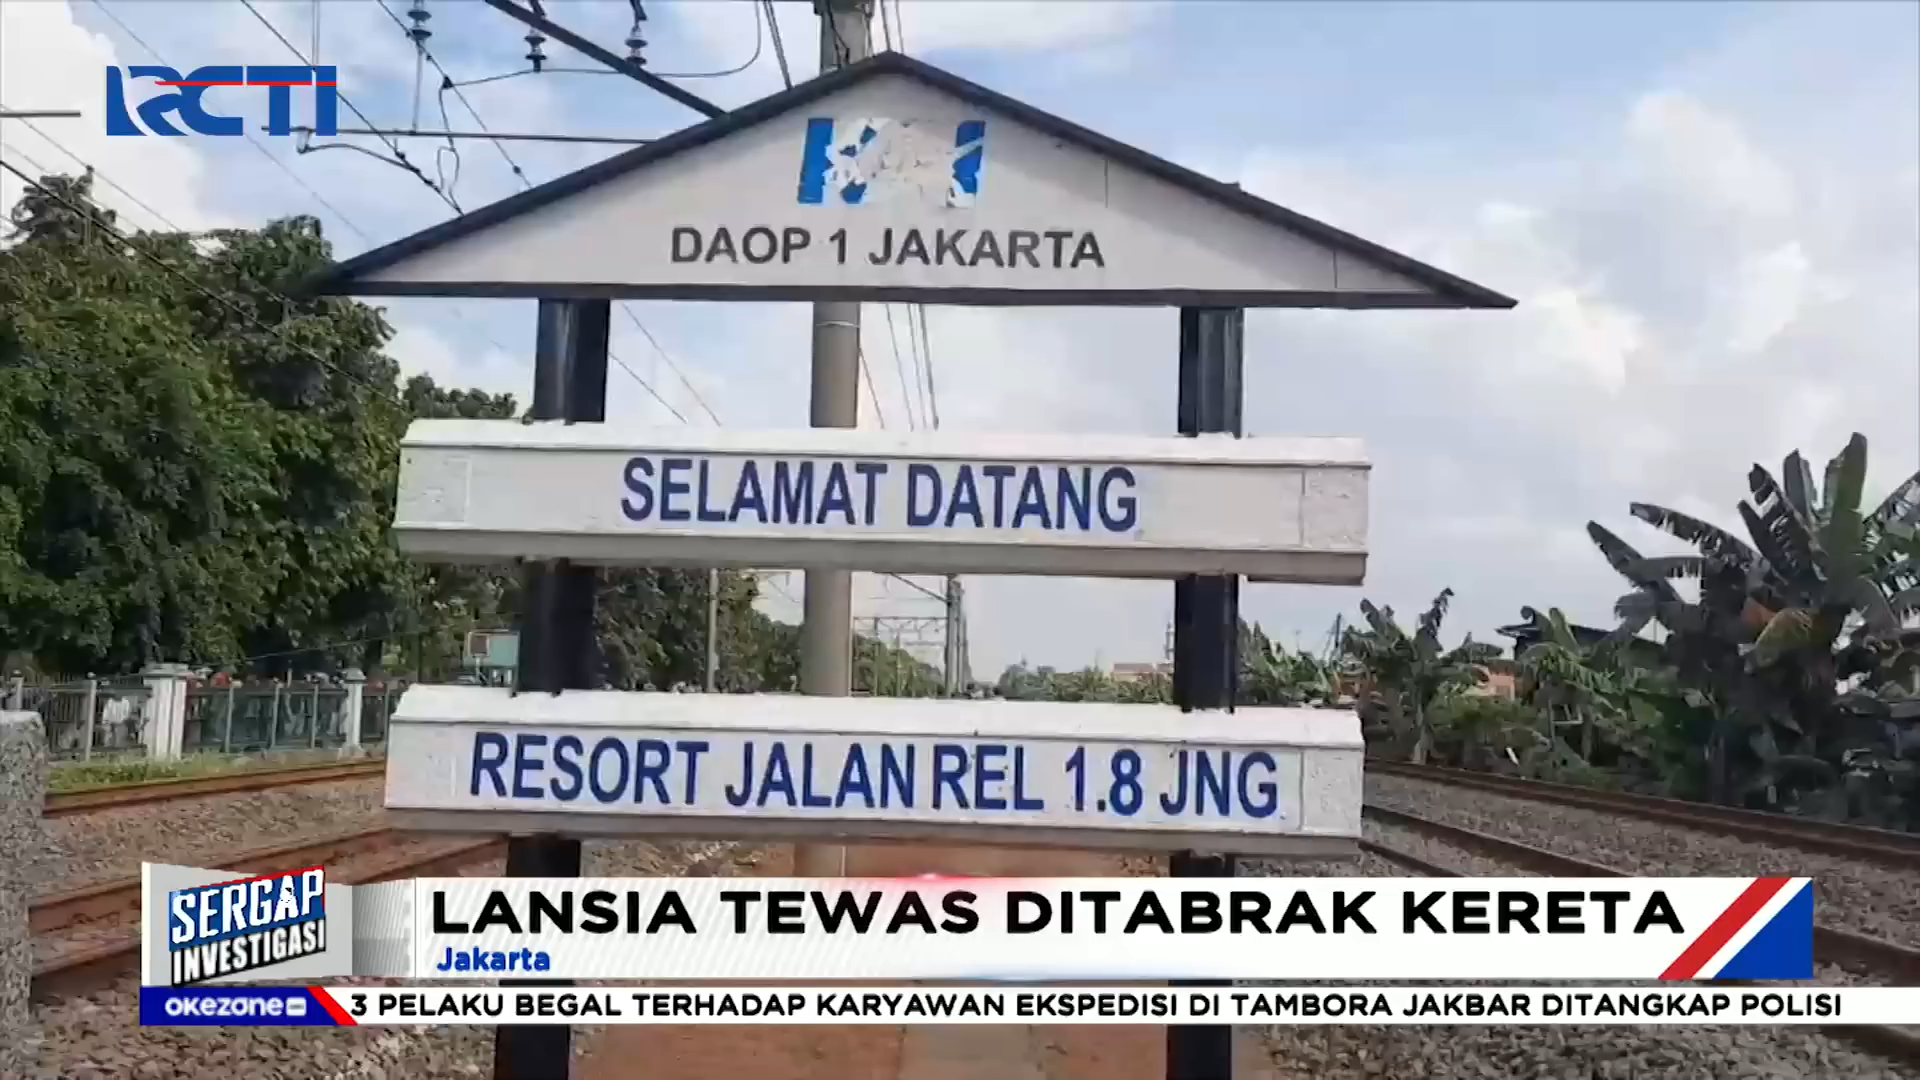 RCTI
DAOP 1 JAKARTA
SELAMAT DATANG
RESORT JALAN REL 1.8 JNG
SERGAP
INVESTIGASI
LANSIA TEWAS DITABRAK KERETA
Jakarta
okezone
3 PELAKU BEGAL TERHADAP KARYAWAN EKSPEDISI DI TAMBORA JAKBAR DITANGKAP POLISI